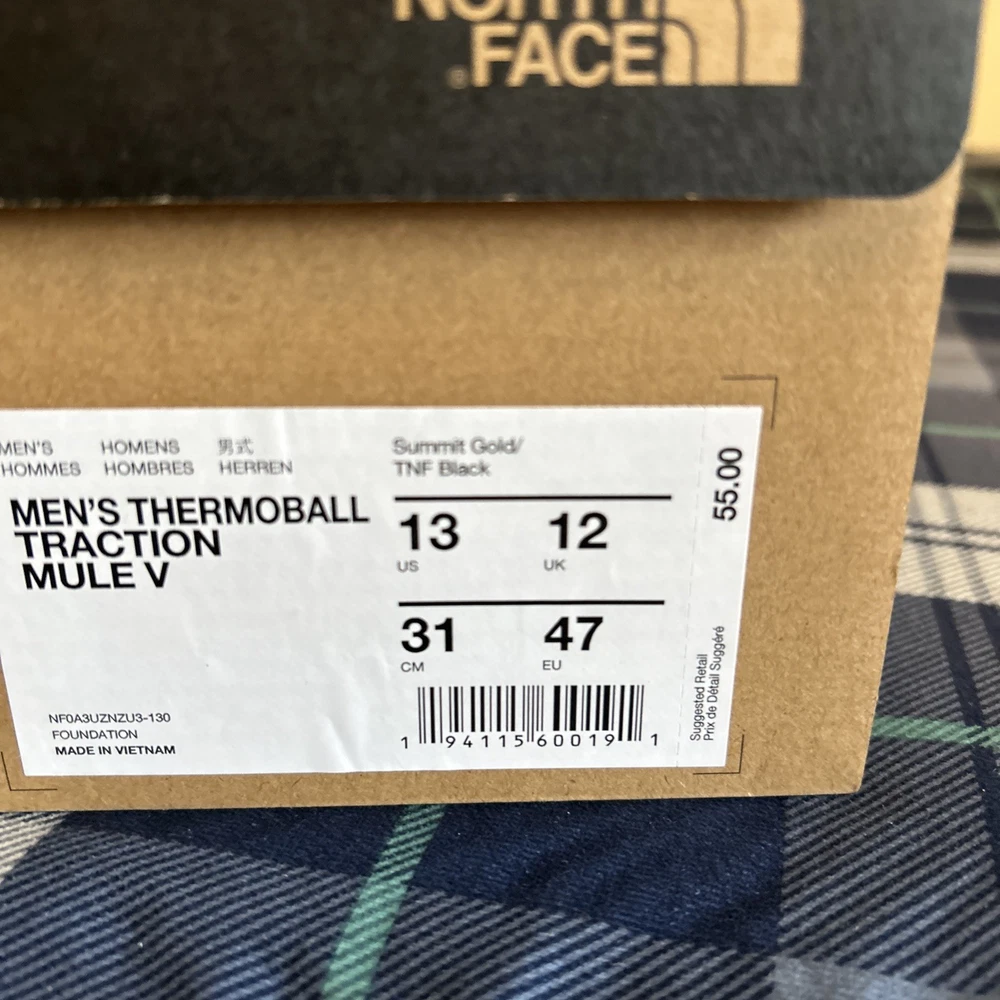 NORTH
FACE
MEN'S HOMENS 男式
HOMMES HOMBRES HERREN
MEN'S THERMOBALL
TRACTION
MULE V
NF0A3UZNZU3-130
FOUNDATION
MADE IN VIETNAM
Summit Gold/
TNF Black
13 12
US UK
31 47
CM EU
1 94115 60019 1
55.00
Suggested Retail
Prix de Détail Suggéré